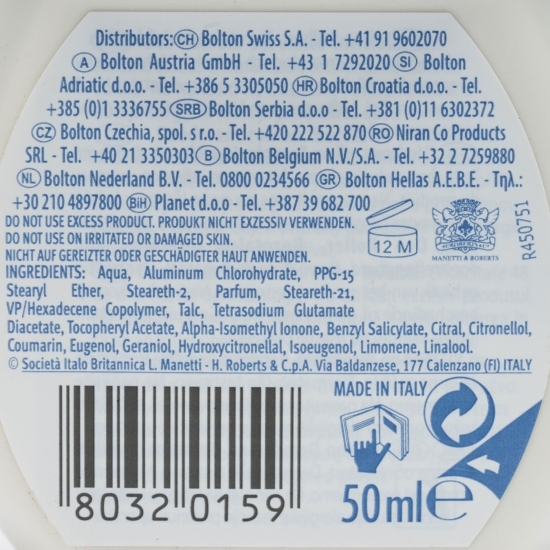 Distributors: CH Bolton Swiss S.A. - Tel. +41 91 9602070
A Bolton Austria GmbH - Tel. +43 1 7292020 SI Bolton
Adriatic d.o.o. - Tel. +386 5 3305050 HR Bolton Croatia d.o.o. - Tel.
+385 (0)1 3336755 SRB Bolton Serbia d.o.o - Tel. +381 (0)11 6302372
CZ Bolton Czechia, spol. s r.o. - Tel. +420 222 522 870 RO Niran Co Products
SRL - Tel. +40 21 3350303 B Bolton Belgium N.V./S.A. - Tel. +32 2 7259880
NL Bolton Nederland B.V. - Tel. 0800 0234566 GR Bolton Hellas A.E.B.E. - Τηλ.:
+30 210 4897800 BiH Planet d.o.o - Tel. +387 39 682 700
DO NOT USE EXCESS PRODUCT. PRODUKT NICHT EXZESSIV VERWENDEN.
DO NOT USE ON IRRITATED OR DAMAGED SKIN.
NICHT AUF GEREIZTER ODER GESCHÄDIGTER HAUT ANWENDEN.
12 M
MANETTI & ROBERTS
R450751
INGREDIENTS: Aqua, Aluminum Chlorohydrate, PPG-15
Stearyl Ether, Steareth-2, Parfum, Steareth-21,
VP/Hexadecene Copolymer, Talc, Tetrasodium Glutamate
Diacetate, Tocopheryl Acetate, Alpha-Isomethyl Ionone, Benzyl Salicylate, Citral, Citronellol,
Coumarin, Eugenol, Geraniol, Hydroxycitronellal, Isoeugenol, Limonene, Linalool.
© Società Italo Britannica L. Manetti - H. Roberts & C.p.A. Via Baldanzese, 177 Calenzano (FI) ITALY
MADE IN ITALY
8032 0159
50 ml e